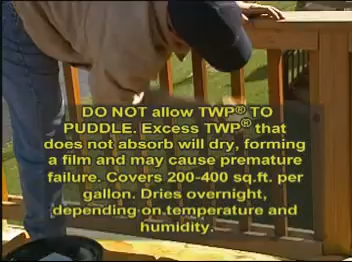 DO NOT allow TWP® TO
PUDDLE. Excess TWP® that
does not absorb will dry, forming
a film and may cause premature
failure. Covers 200-400 sq.ft. per
gallon. Dries overnight,
depending on temperature and
humidity.